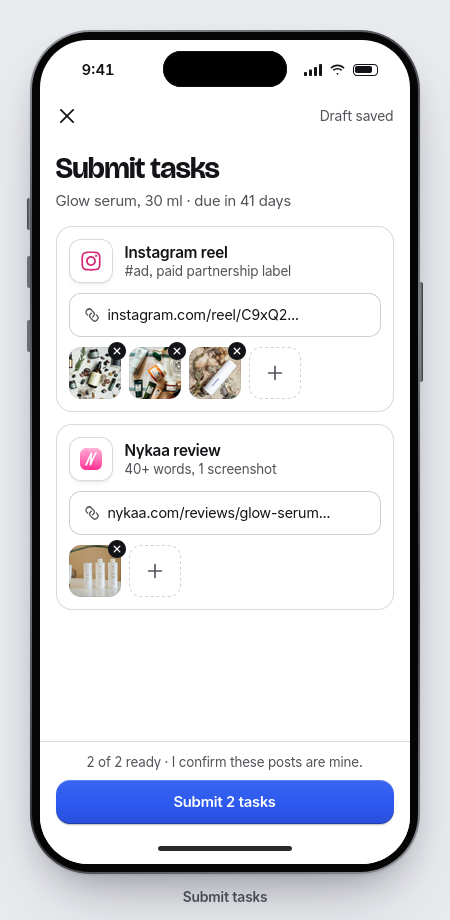 9:41
Draft saved
Submit tasks
Glow serum, 30 ml · due in 41 days
Instagram reel
#ad, paid partnership label
instagram.com/reel/C9xQ2...
Nykaa review
40+ words, 1 screenshot
nykaa.com/reviews/glow-serum...
2 of 2 ready · I confirm these posts are mine.
Submit 2 tasks
Submit tasks